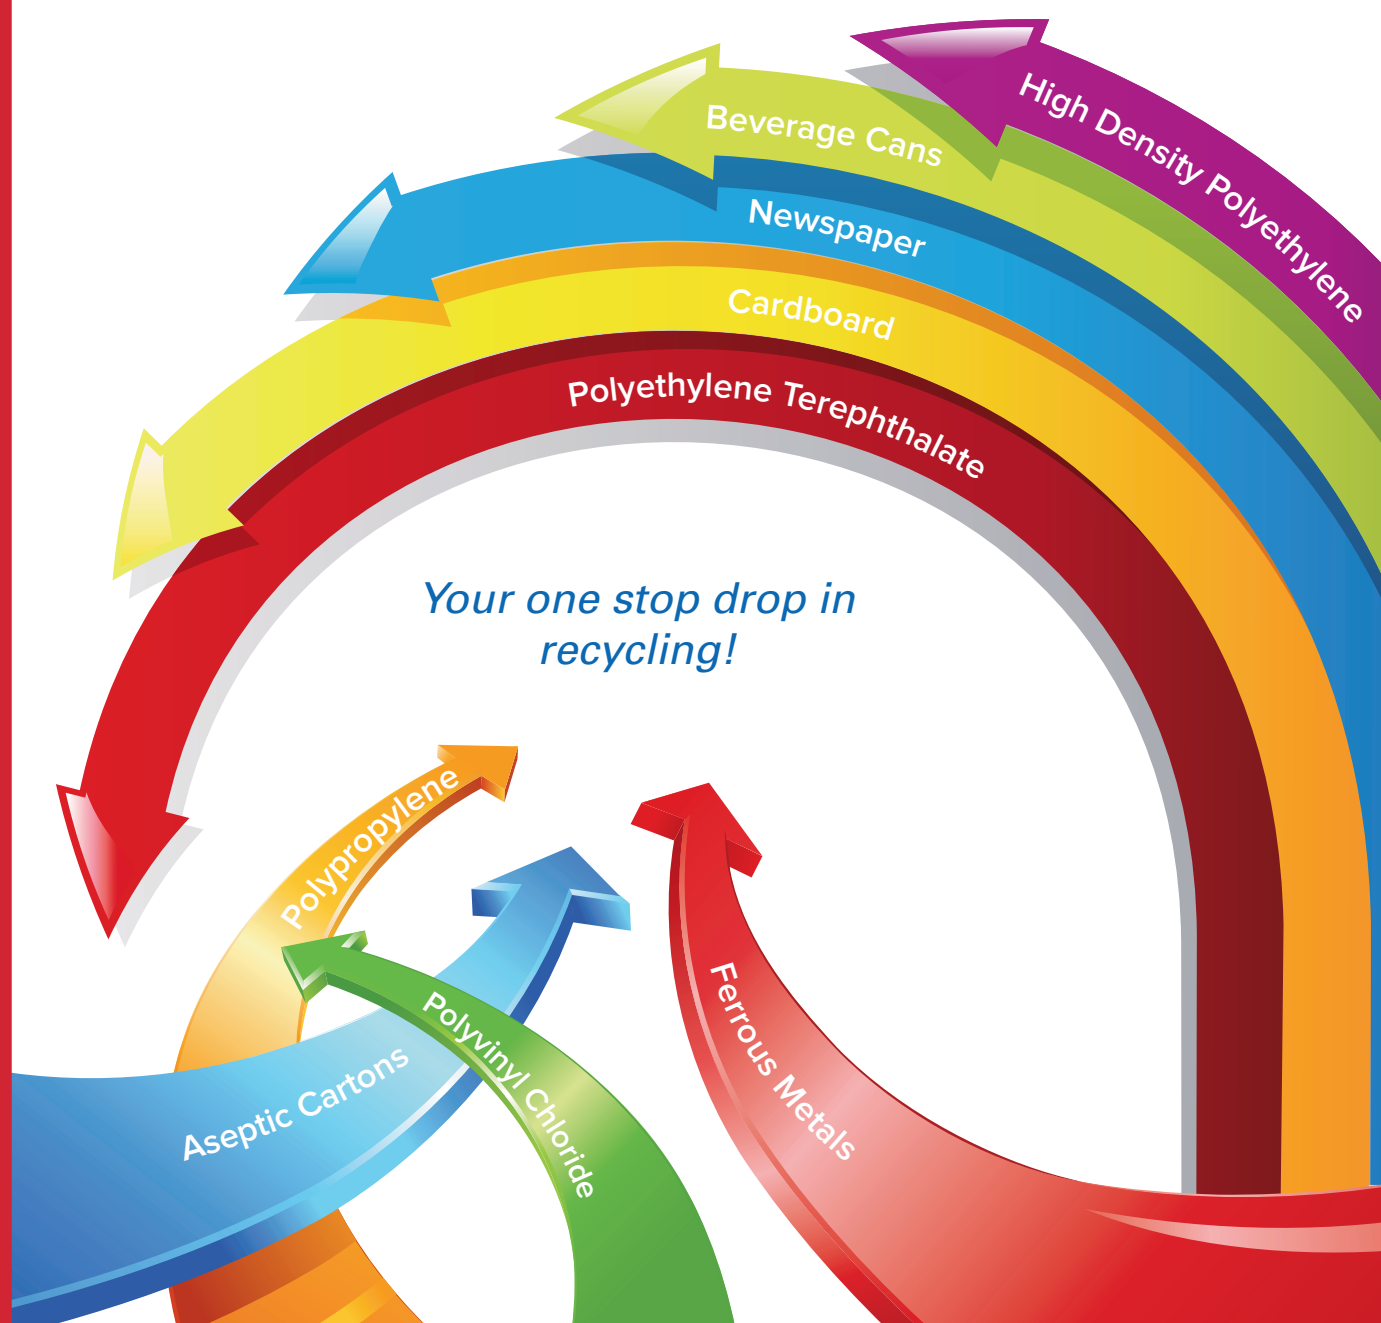 High Density Polyethylene
Beverage Cans
Newspaper
Cardboard
Polyethylene Terephthalate
Your one stop drop in
recycling!
Polypropylene
Ferrous Metals
Polyvinyl Chloride
Aseptic Cartons